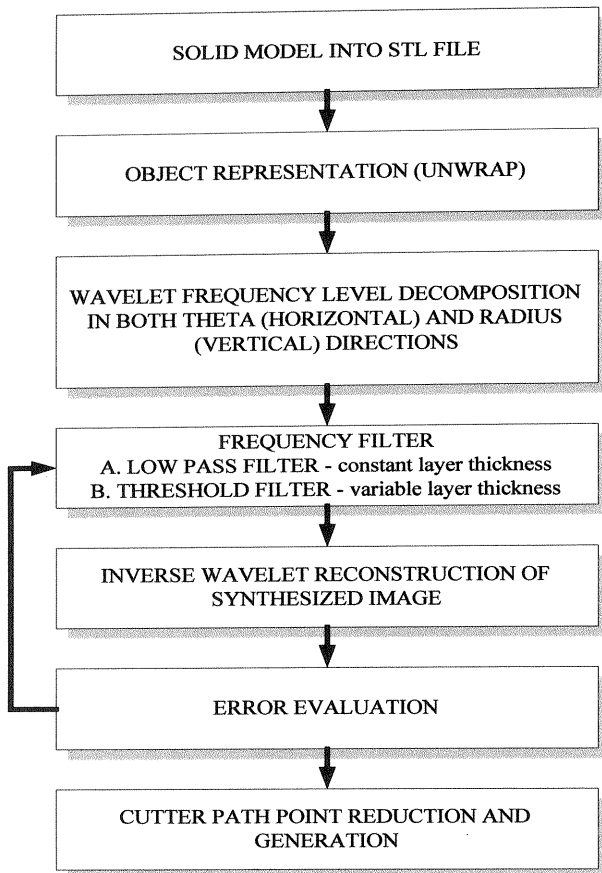 SOLID MODEL INTO STL FILE
OBJECT REPRESENTATION (UNWRAP)
WAVELET FREQUENCY LEVEL DECOMPOSITION
IN BOTH THETA (HORIZONTAL) AND RADIUS
(VERTICAL) DIRECTIONS
FREQUENCY FILTER
A. LOW PASS FILTER - constant layer thickness
B. THRESHOLD FILTER - variable layer thickness
INVERSE WAVELET RECONSTRUCTION OF
SYNTHESIZED IMAGE
ERROR EVALUATION
CUTTER PATH POINT REDUCTION AND
GENERATION